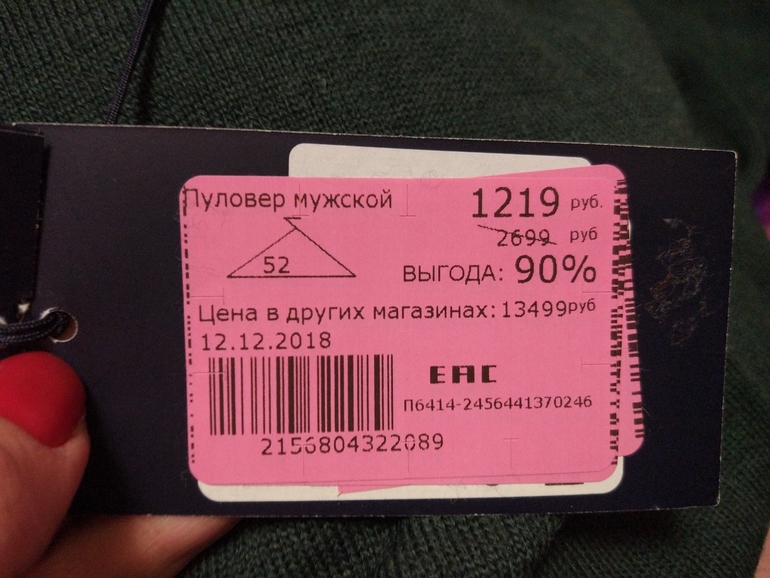 Пуловер мужской
1219 руб.
2699 руб
52
ВЫГОДА: 90%
Цена в других магазинах: 13499руб
12.12.2018
ЕАС
П6414-2456441370246
2156804322089